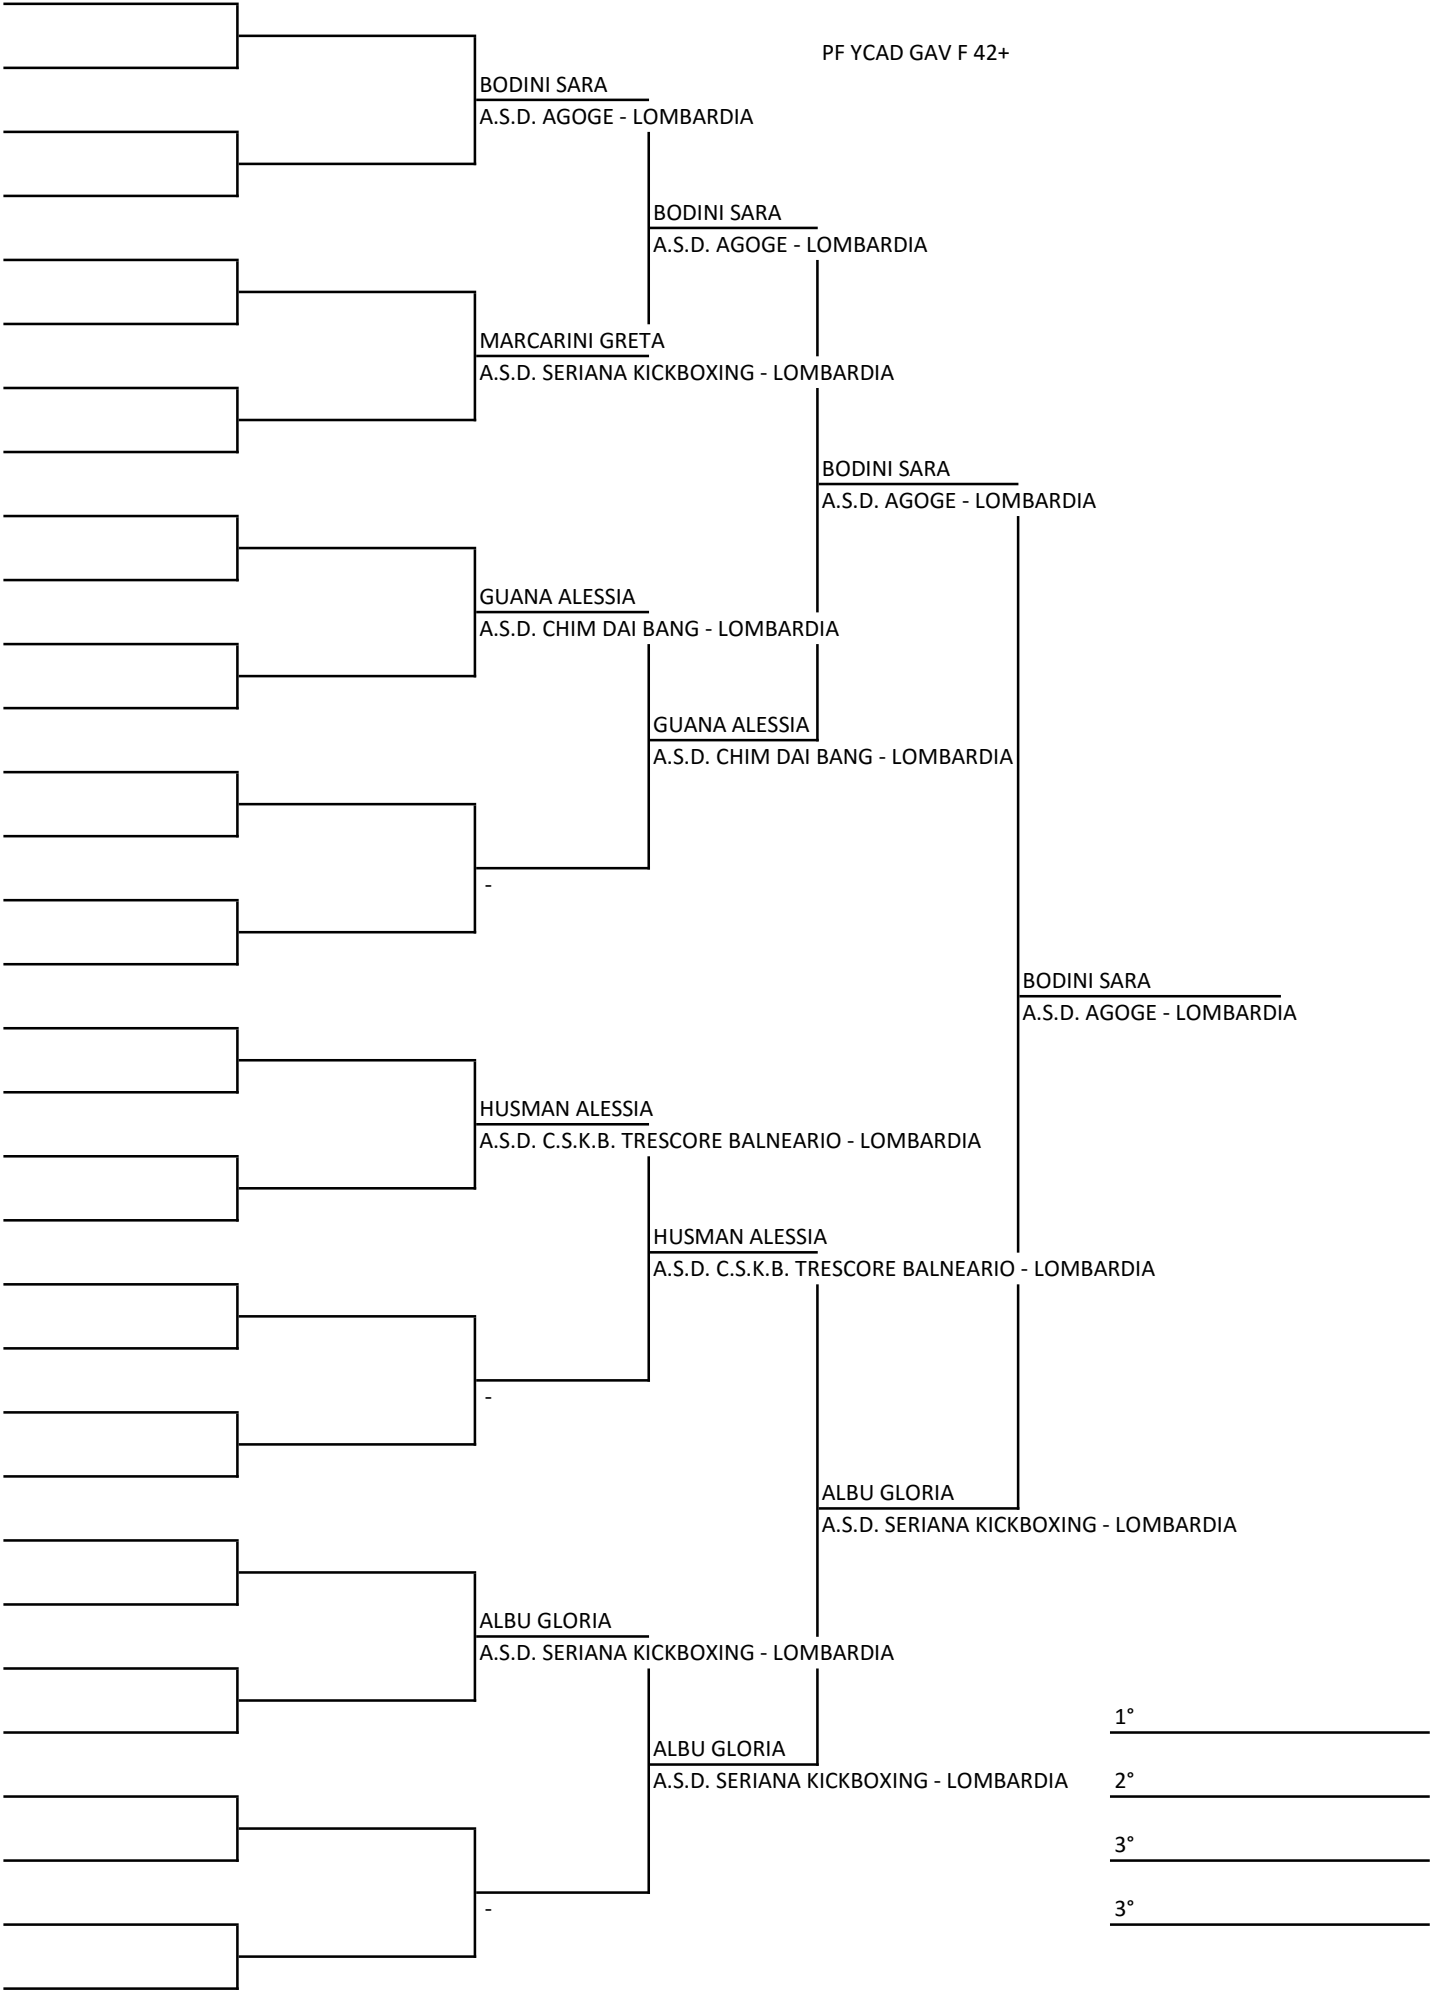 PF YCAD GAV F 42+
BODINI SARA
A.S.D. AGOGE - LOMBARDIA
BODINI SARA
A.S.D. AGOGE - LOMBARDIA
MARCARINI GRETA
A.S.D. SERIANA KICKBOXING - LOMBARDIA
BODINI SARA
A.S.D. AGOGE - LOMBARDIA
GUANA ALESSIA
A.S.D. CHIM DAI BANG - LOMBARDIA
GUANA ALESSIA
A.S.D. CHIM DAI BANG - LOMBARDIA
-
BODINI SARA
A.S.D. AGOGE - LOMBARDIA
HUSMAN ALESSIA
A.S.D. C.S.K.B. TRESCORE BALNEARIO - LOMBARDIA
HUSMAN ALESSIA
A.S.D. C.S.K.B. TRESCORE BALNEARIO - LOMBARDIA
-
ALBU GLORIA
A.S.D. SERIANA KICKBOXING - LOMBARDIA
ALBU GLORIA
A.S.D. SERIANA KICKBOXING - LOMBARDIA
1°
ALBU GLORIA
A.S.D. SERIANA KICKBOXING - LOMBARDIA
2°
3°
-
3°